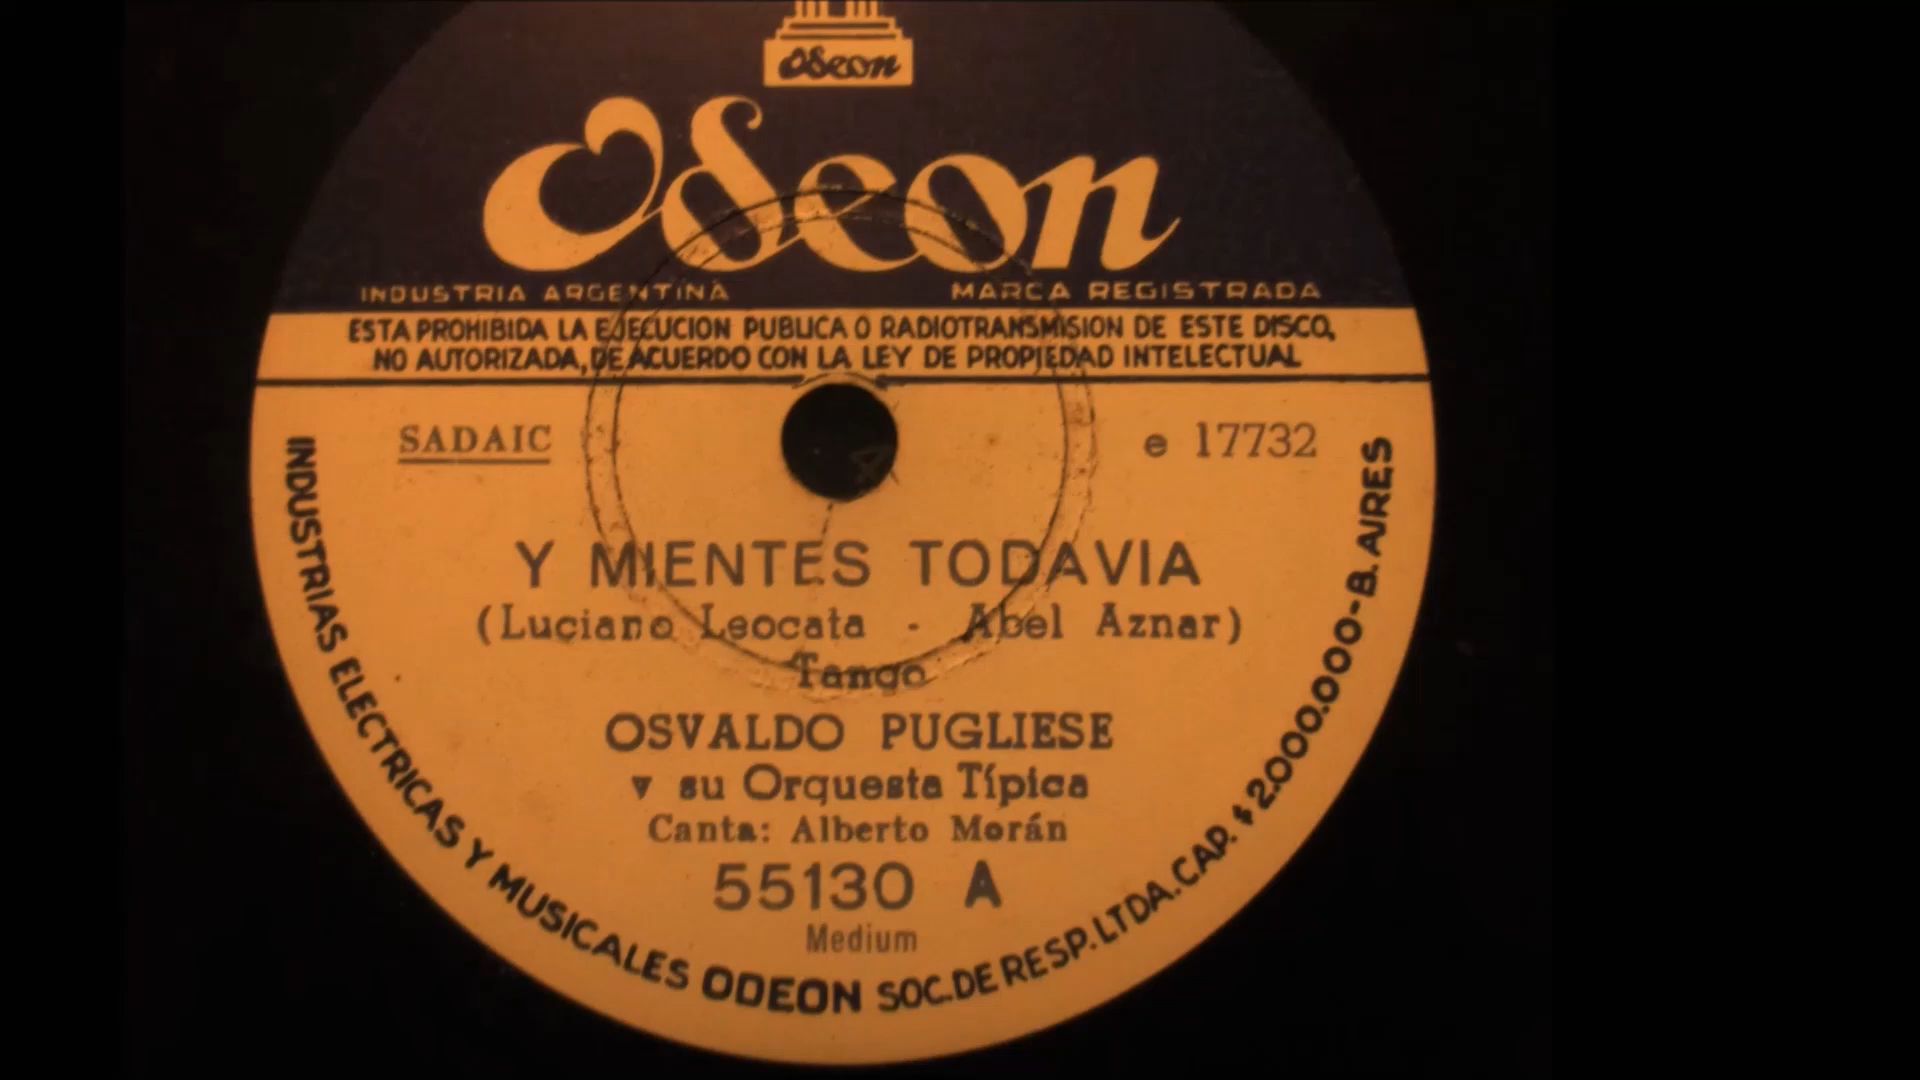 Odeon
Odeon
INDUSTRIA ARGENTINA MARCA REGISTRADA
ESTA PROHIBIDA LA EJECUCION PUBLICA O RADIOTRANSMISION DE ESTE DISCO,
NO AUTORIZADA, DE ACUERDO CON LA LEY DE PROPIEDAD INTELECTUAL
SADAIC
e 17732
Y MIENTES TODAVIA
(Luciano Leocata - Abel Aznar)
Tango
OSVALDO PUGLIESE
y su Orquesta Típica
Canta: Alberto Morán
55130 A
Medium
INDUSTRIAS ELECTRICAS Y MUSICALES ODEON SOC. DE RESP. LTDA. CAP. $ 2.000.000-B. AIRES